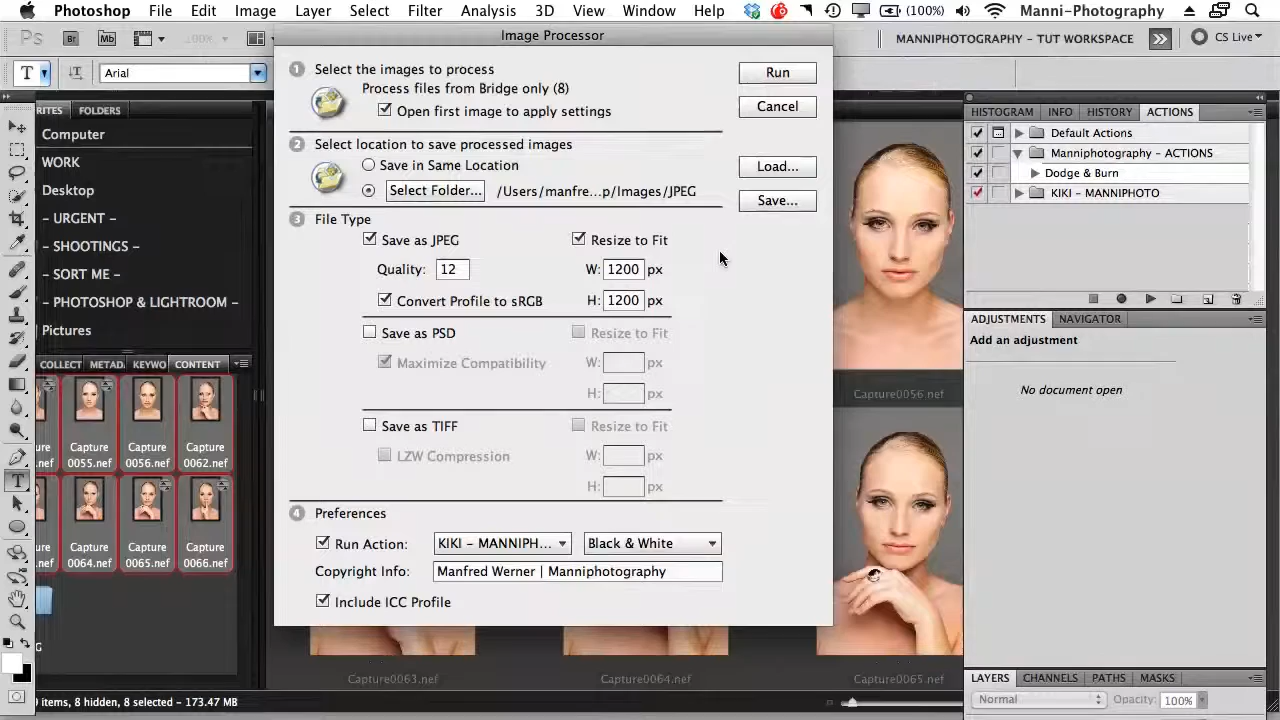 Photoshop File Edit Image Layer Select Filter Analysis 3D View Window Help (100%) Manni-Photography
Ps Br Mb 100% MANNIPHOTOGRAPHY - TUT WORKSPACE CS Live
T Arial
RITES FOLDERS
Computer
WORK
Desktop
- URGENT -
- SHOOTINGS -
- SORT ME -
- PHOTOSHOP & LIGHTROOM -
Pictures
COLLECT METAD. KEYWO CONTENT
ure Capture Capture Capture
.nef 0055.nef 0056.nef 0062.nef
ure Capture Capture Capture
.nef 0064.nef 0065.nef 0066.nef
G
items, 8 hidden, 8 selected - 173.47 MB
Image Processor
1 Select the images to process
Process files from Bridge only (8)
Open first image to apply settings
Run
Cancel
Load...
Save...
2 Select location to save processed images
Save in Same Location
Select Folder... /Users/manfre...p/Images/JPEG
3 File Type
Save as JPEG Resize to Fit
Quality: 12 W: 1200 px
Convert Profile to sRGB H: 1200 px
Save as PSD Resize to Fit
Maximize Compatibility W: px
H: px
Save as TIFF Resize to Fit
LZW Compression W: px
H: px
4 Preferences
Run Action: KIKI - MANNIPH... Black & White
Copyright Info: Manfred Werner | Manniphotography
Include ICC Profile
Capture0056.nef
Capture0063.nef Capture0064.nef Capture0065.nef
HISTOGRAM INFO HISTORY ACTIONS
Default Actions
Manniphotography - ACTIONS
Dodge & Burn
KIKI - MANNIPHOTO
ADJUSTMENTS NAVIGATOR
Add an adjustment
No document open
LAYERS CHANNELS PATHS MASKS
Normal Opacity: 100%